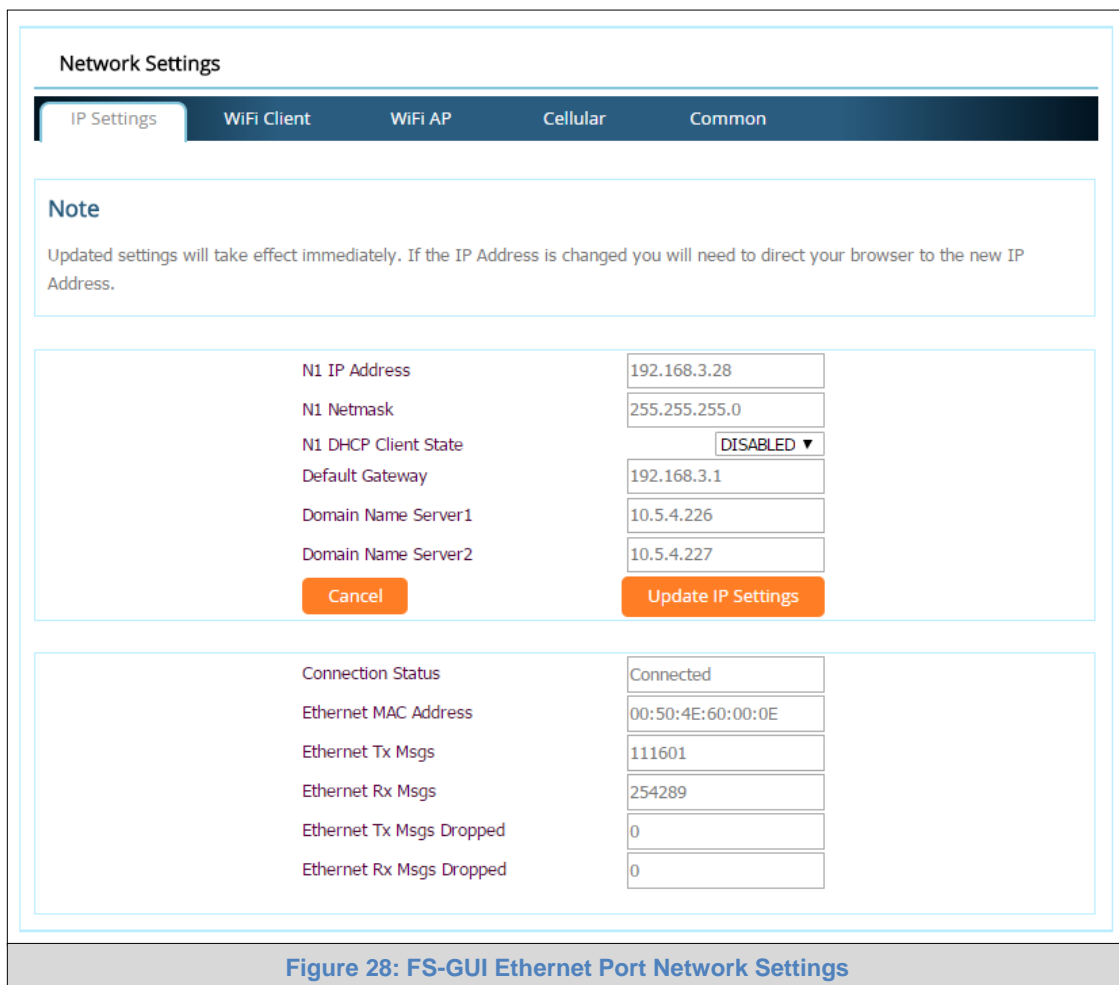 Network Settings
IP Settings WiFi Client WiFi AP Cellular Common
Note
Updated settings will take effect immediately. If the IP Address is changed you will need to direct your browser to the new IP
Address.
N1 IP Address 192.168.3.28
N1 Netmask 255.255.255.0
N1 DHCP Client State DISABLED ▼
Default Gateway 192.168.3.1
Domain Name Server1 10.5.4.226
Domain Name Server2 10.5.4.227
Cancel Update IP Settings
Connection Status Connected
Ethernet MAC Address 00:50:4E:60:00:0E
Ethernet Tx Msgs 111601
Ethernet Rx Msgs 254289
Ethernet Tx Msgs Dropped 0
Ethernet Rx Msgs Dropped 0
Figure 28: FS-GUI Ethernet Port Network Settings